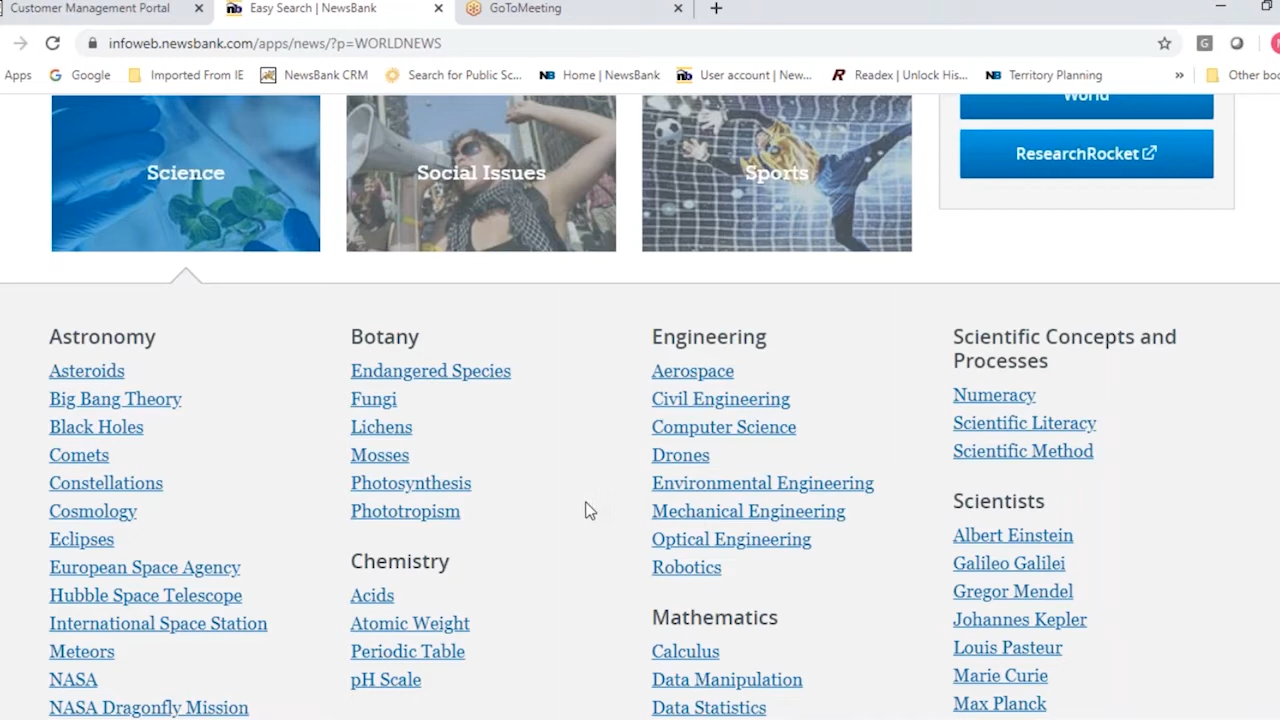 Customer Management Portal
Easy Search | NewsBank
GoToMeeting
infoweb.newsbank.com/apps/news/?p=WORLDNEWS
Apps
Google
Imported From IE
NewsBank CRM
Search for Public Sc...
Home | NewsBank
User account | New...
Readex | Unlock His...
Territory Planning
»
Other boo
World
ResearchRocket
Science
Social Issues
Sports
Astronomy
Asteroids
Big Bang Theory
Black Holes
Comets
Constellations
Cosmology
Eclipses
European Space Agency
Hubble Space Telescope
International Space Station
Meteors
NASA
NASA Dragonfly Mission
Botany
Endangered Species
Fungi
Lichens
Mosses
Photosynthesis
Phototropism
Chemistry
Acids
Atomic Weight
Periodic Table
pH Scale
Engineering
Aerospace
Civil Engineering
Computer Science
Drones
Environmental Engineering
Mechanical Engineering
Optical Engineering
Robotics
Mathematics
Calculus
Data Manipulation
Data Statistics
Scientific Concepts and
Processes
Numeracy
Scientific Literacy
Scientific Method
Scientists
Albert Einstein
Galileo Galilei
Gregor Mendel
Johannes Kepler
Louis Pasteur
Marie Curie
Max Planck